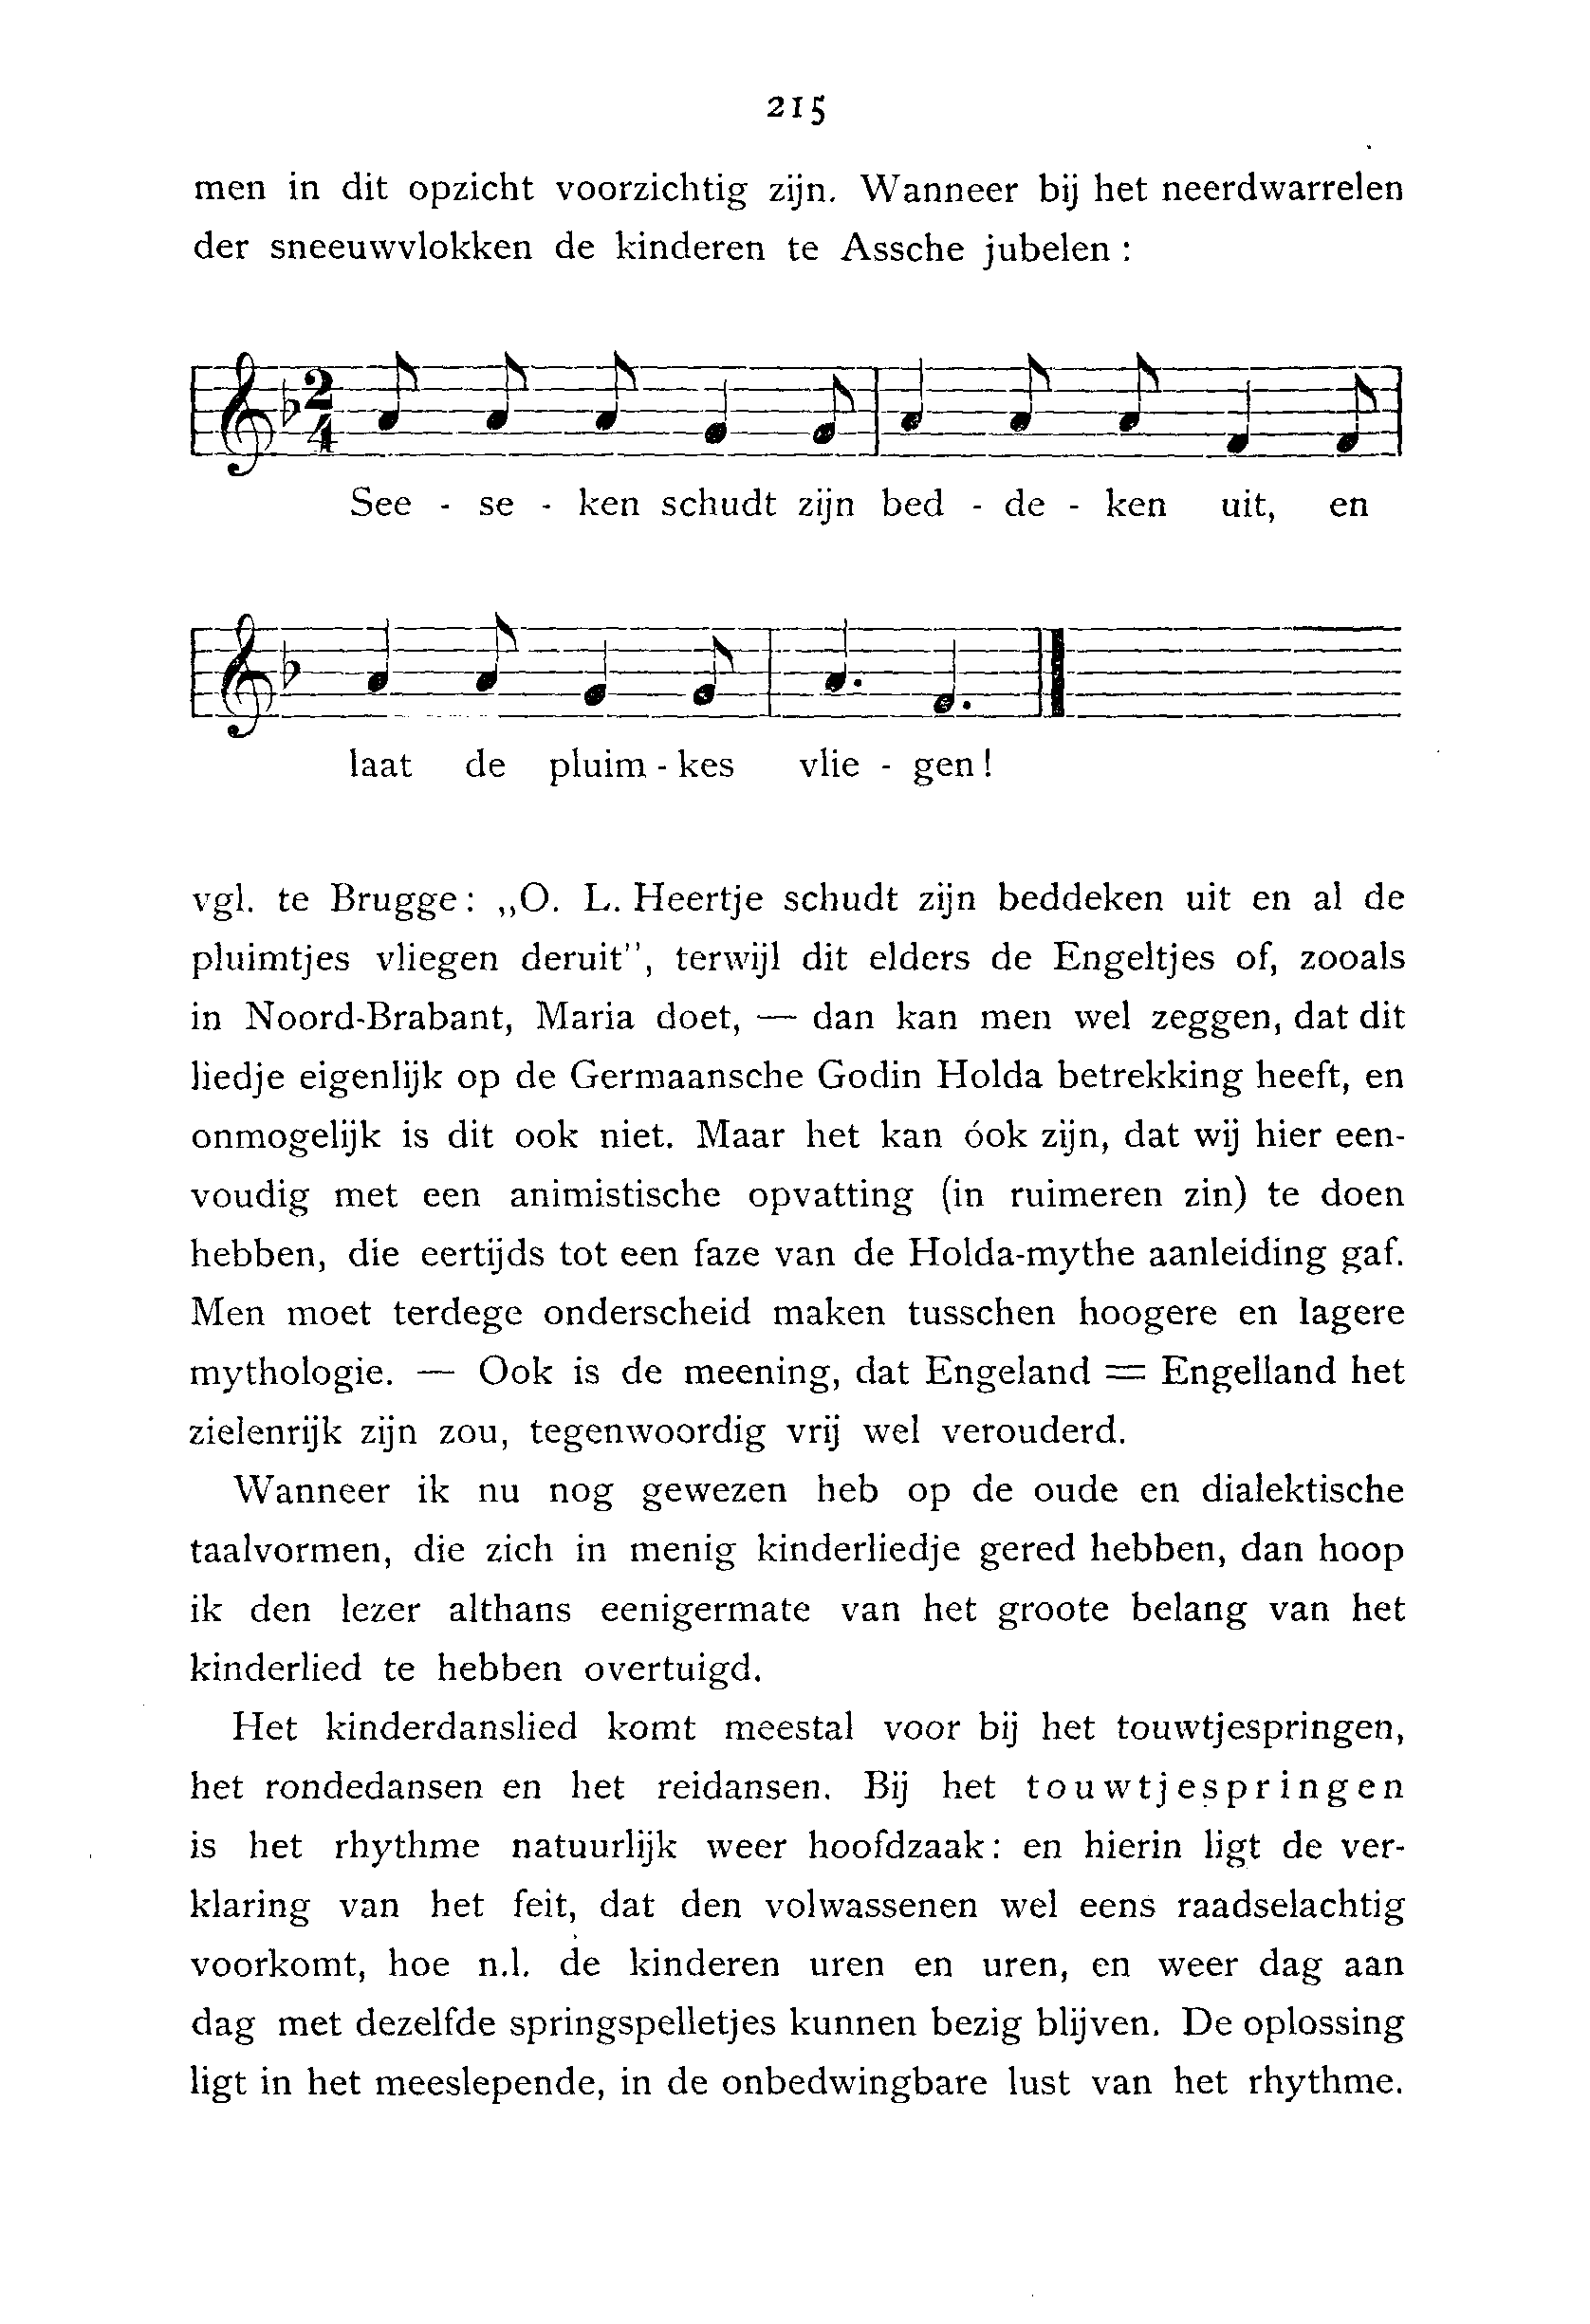 215
men in dit opzicht voorzichtig zijn. Wanneer bij het neerdwarrelen
der sneeuwvlokken de kinderen te Assche jubelen :
2
4
See - se - ken schudt zijn bed - de - ken uit, en
laat de pluim - kes vlie - gen!
vgl. te Brugge: „O. L. Heertje schudt zijn beddeken uit en al de
pluimtjes vliegen deruit”, terwijl dit elders de Engeltjes of, zooals
in Noord-Brabant, Maria doet, — dan kan men wel zeggen, dat dit
liedje eigenlijk op de Germaansche Godin Holda betrekking heeft, en
onmogelijk is dit ook niet. Maar het kan óok zijn, dat wij hier een-
voudig met een animistische opvatting (in ruimeren zin) te doen
hebben, die eertijds tot een faze van de Holda-mythe aanleiding gaf.
Men moet terdege onderscheid maken tusschen hoogere en lagere
mythologie. — Ook is de meening, dat Engeland = Engelland het
zielenrijk zijn zou, tegenwoordig vrij wel verouderd.
Wanneer ik nu nog gewezen heb op de oude en dialektische
taalvormen, die zich in menig kinderliedje gered hebben, dan hoop
ik den lezer althans eenigermate van het groote belang van het
kinderlied te hebben overtuigd.
Het kinderdanslied komt meestal voor bij het touwtjespringen,
het rondedansen en het reidansen. Bij het touwtjespringen
is het rhythme natuurlijk weer hoofdzaak: en hierin ligt de ver-
klaring van het feit, dat den volwassenen wel eens raadselachtig
voorkomt, hoe n.l. de kinderen uren en uren, en weer dag aan
dag met dezelfde springspelletjes kunnen bezig blijven. De oplossing
ligt in het meeslepende, in de onbedwingbare lust van het rhythme.